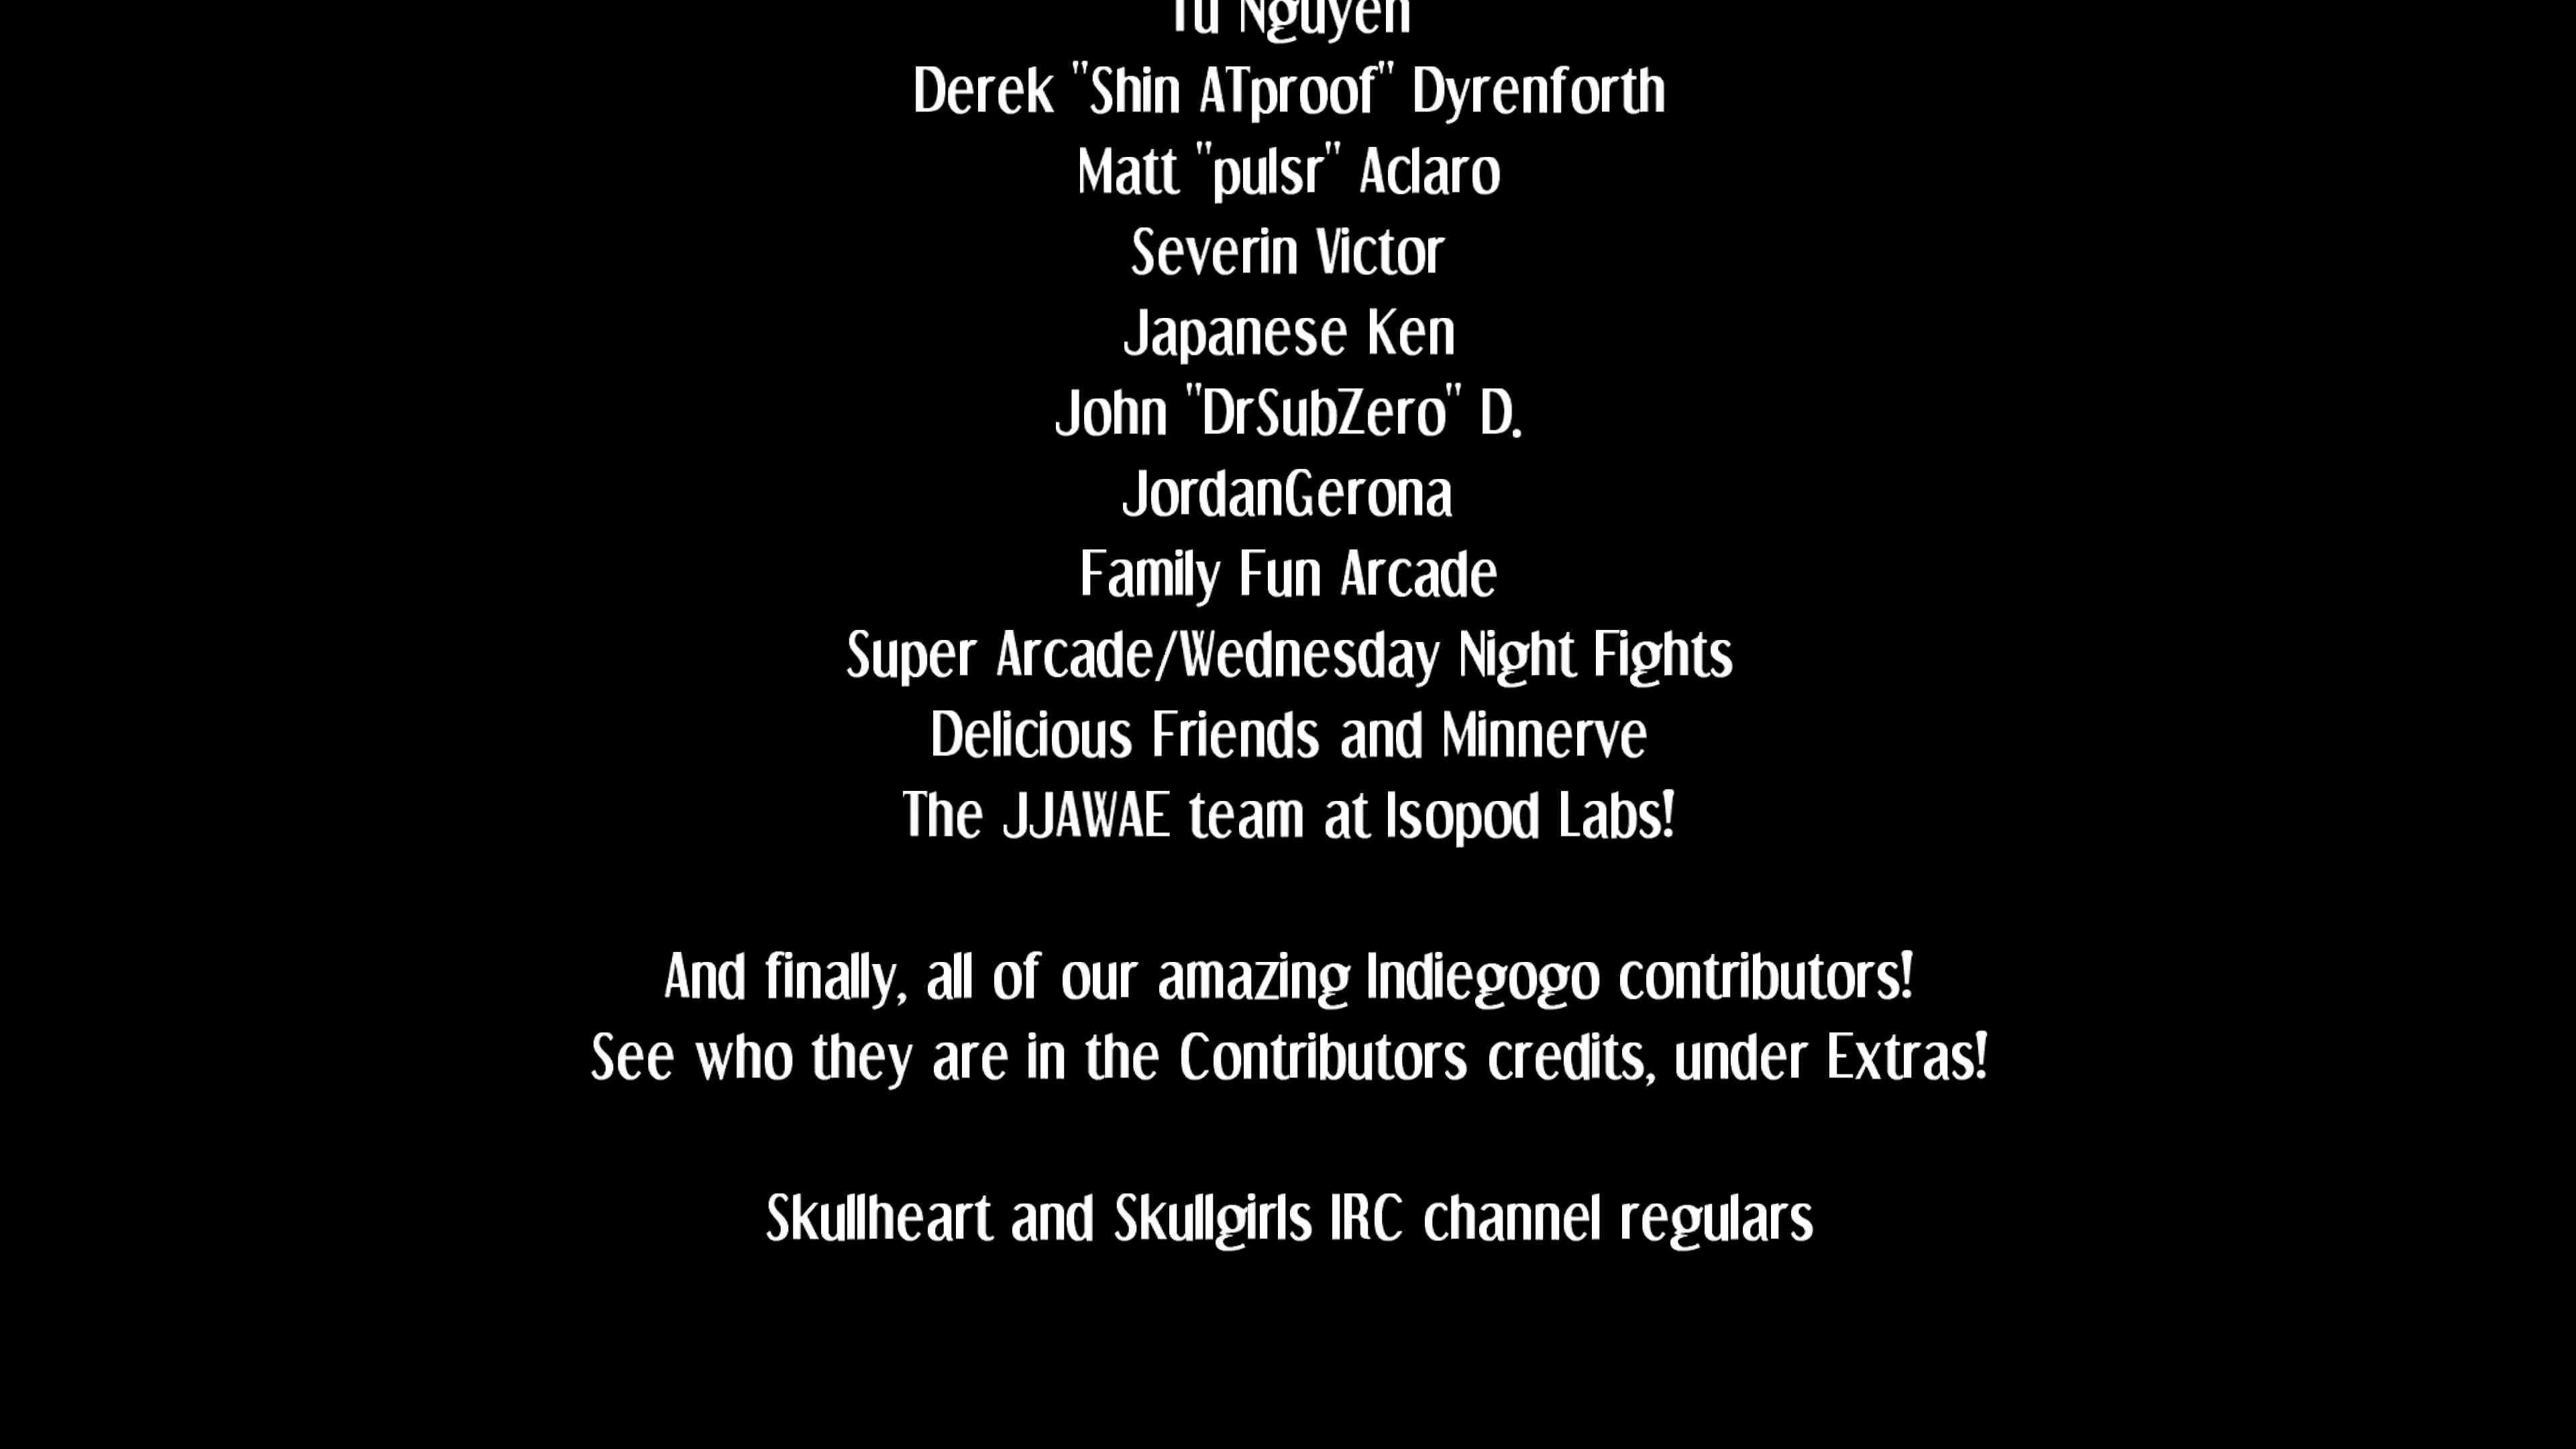 Tu Nguyen
Derek "Shin ATproof" Dyrenforth
Matt "pulsr" Aclaro
Severin Victor
Japanese Ken
John "DrSubZero" D.
JordanGerona
Family Fun Arcade
Super Arcade/Wednesday Night Fights
Delicious Friends and Minnerve
The JJAWAE team at Isopod Labs!
And finally, all of our amazing Indiegogo contributors!
See who they are in the Contributors credits, under Extras!
Skullheart and Skullgirls IRC channel regulars